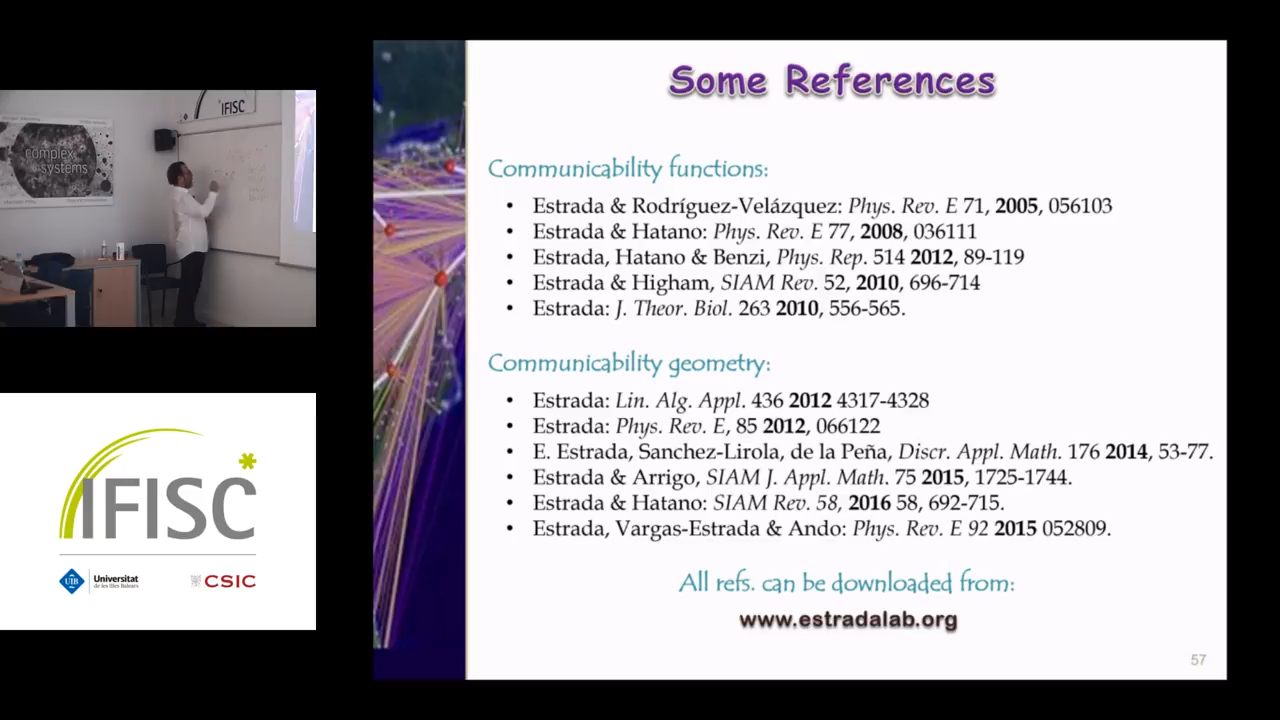 IFISC
complex
systems
IFISC
UIB
Universitat
de les Illes Balears
CSIC
Some References
Communicability functions:
• Estrada & Rodríguez-Velázquez: Phys. Rev. E 71, 2005, 056103
• Estrada & Hatano: Phys. Rev. E 77, 2008, 036111
• Estrada, Hatano & Benzi, Phys. Rep. 514 2012, 89-119
• Estrada & Higham, SIAM Rev. 52, 2010, 696-714
• Estrada: J. Theor. Biol. 263 2010, 556-565.
Communicability geometry:
• Estrada: Lin. Alg. Appl. 436 2012 4317-4328
• Estrada: Phys. Rev. E, 85 2012, 066122
• E. Estrada, Sanchez-Lirola, de la Peña, Discr. Appl. Math. 176 2014, 53-77.
• Estrada & Arrigo, SIAM J. Appl. Math. 75 2015, 1725-1744.
• Estrada & Hatano: SIAM Rev. 58, 2016 58, 692-715.
• Estrada, Vargas-Estrada & Ando: Phys. Rev. E 92 2015 052809.
All refs. can be downloaded from:
www.estradalab.org
57